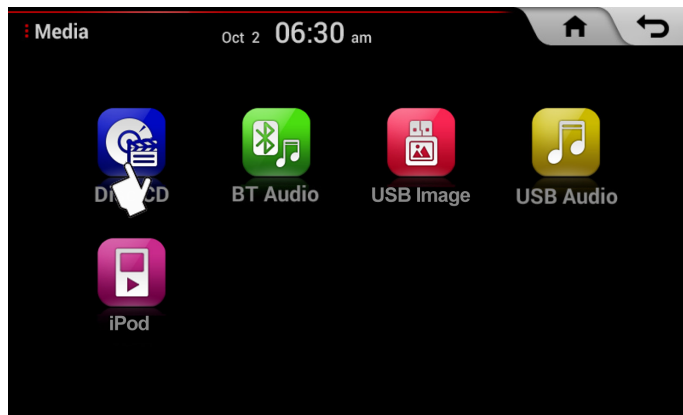 Media
Oct 2 06:30 am
BT Audio
USB Image
USB Audio
iPod